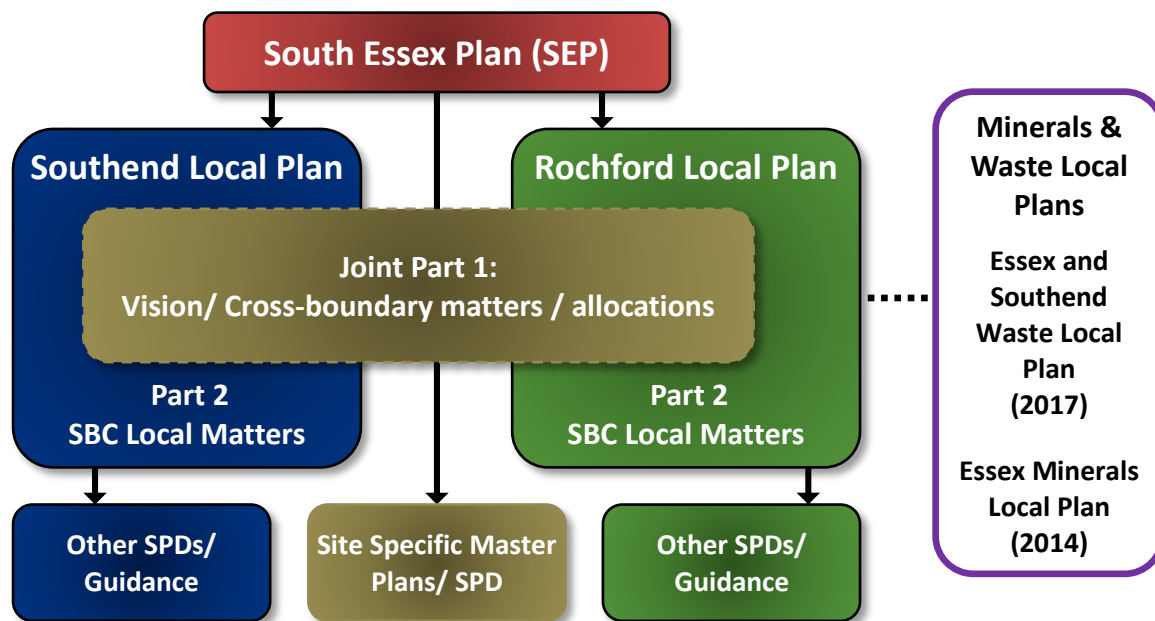 South Essex Plan (SEP)
Southend Local Plan
Rochford Local Plan
Joint Part 1:
Vision/ Cross-boundary matters / allocations
Part 2
SBC Local Matters
Part 2
SBC Local Matters
Other SPDs/
Guidance
Site Specific Master
Plans/ SPD
Other SPDs/
Guidance
Minerals &
Waste Local
Plans
Essex and
Southend
Waste Local
Plan
(2017)
Essex Minerals
Local Plan
(2014)